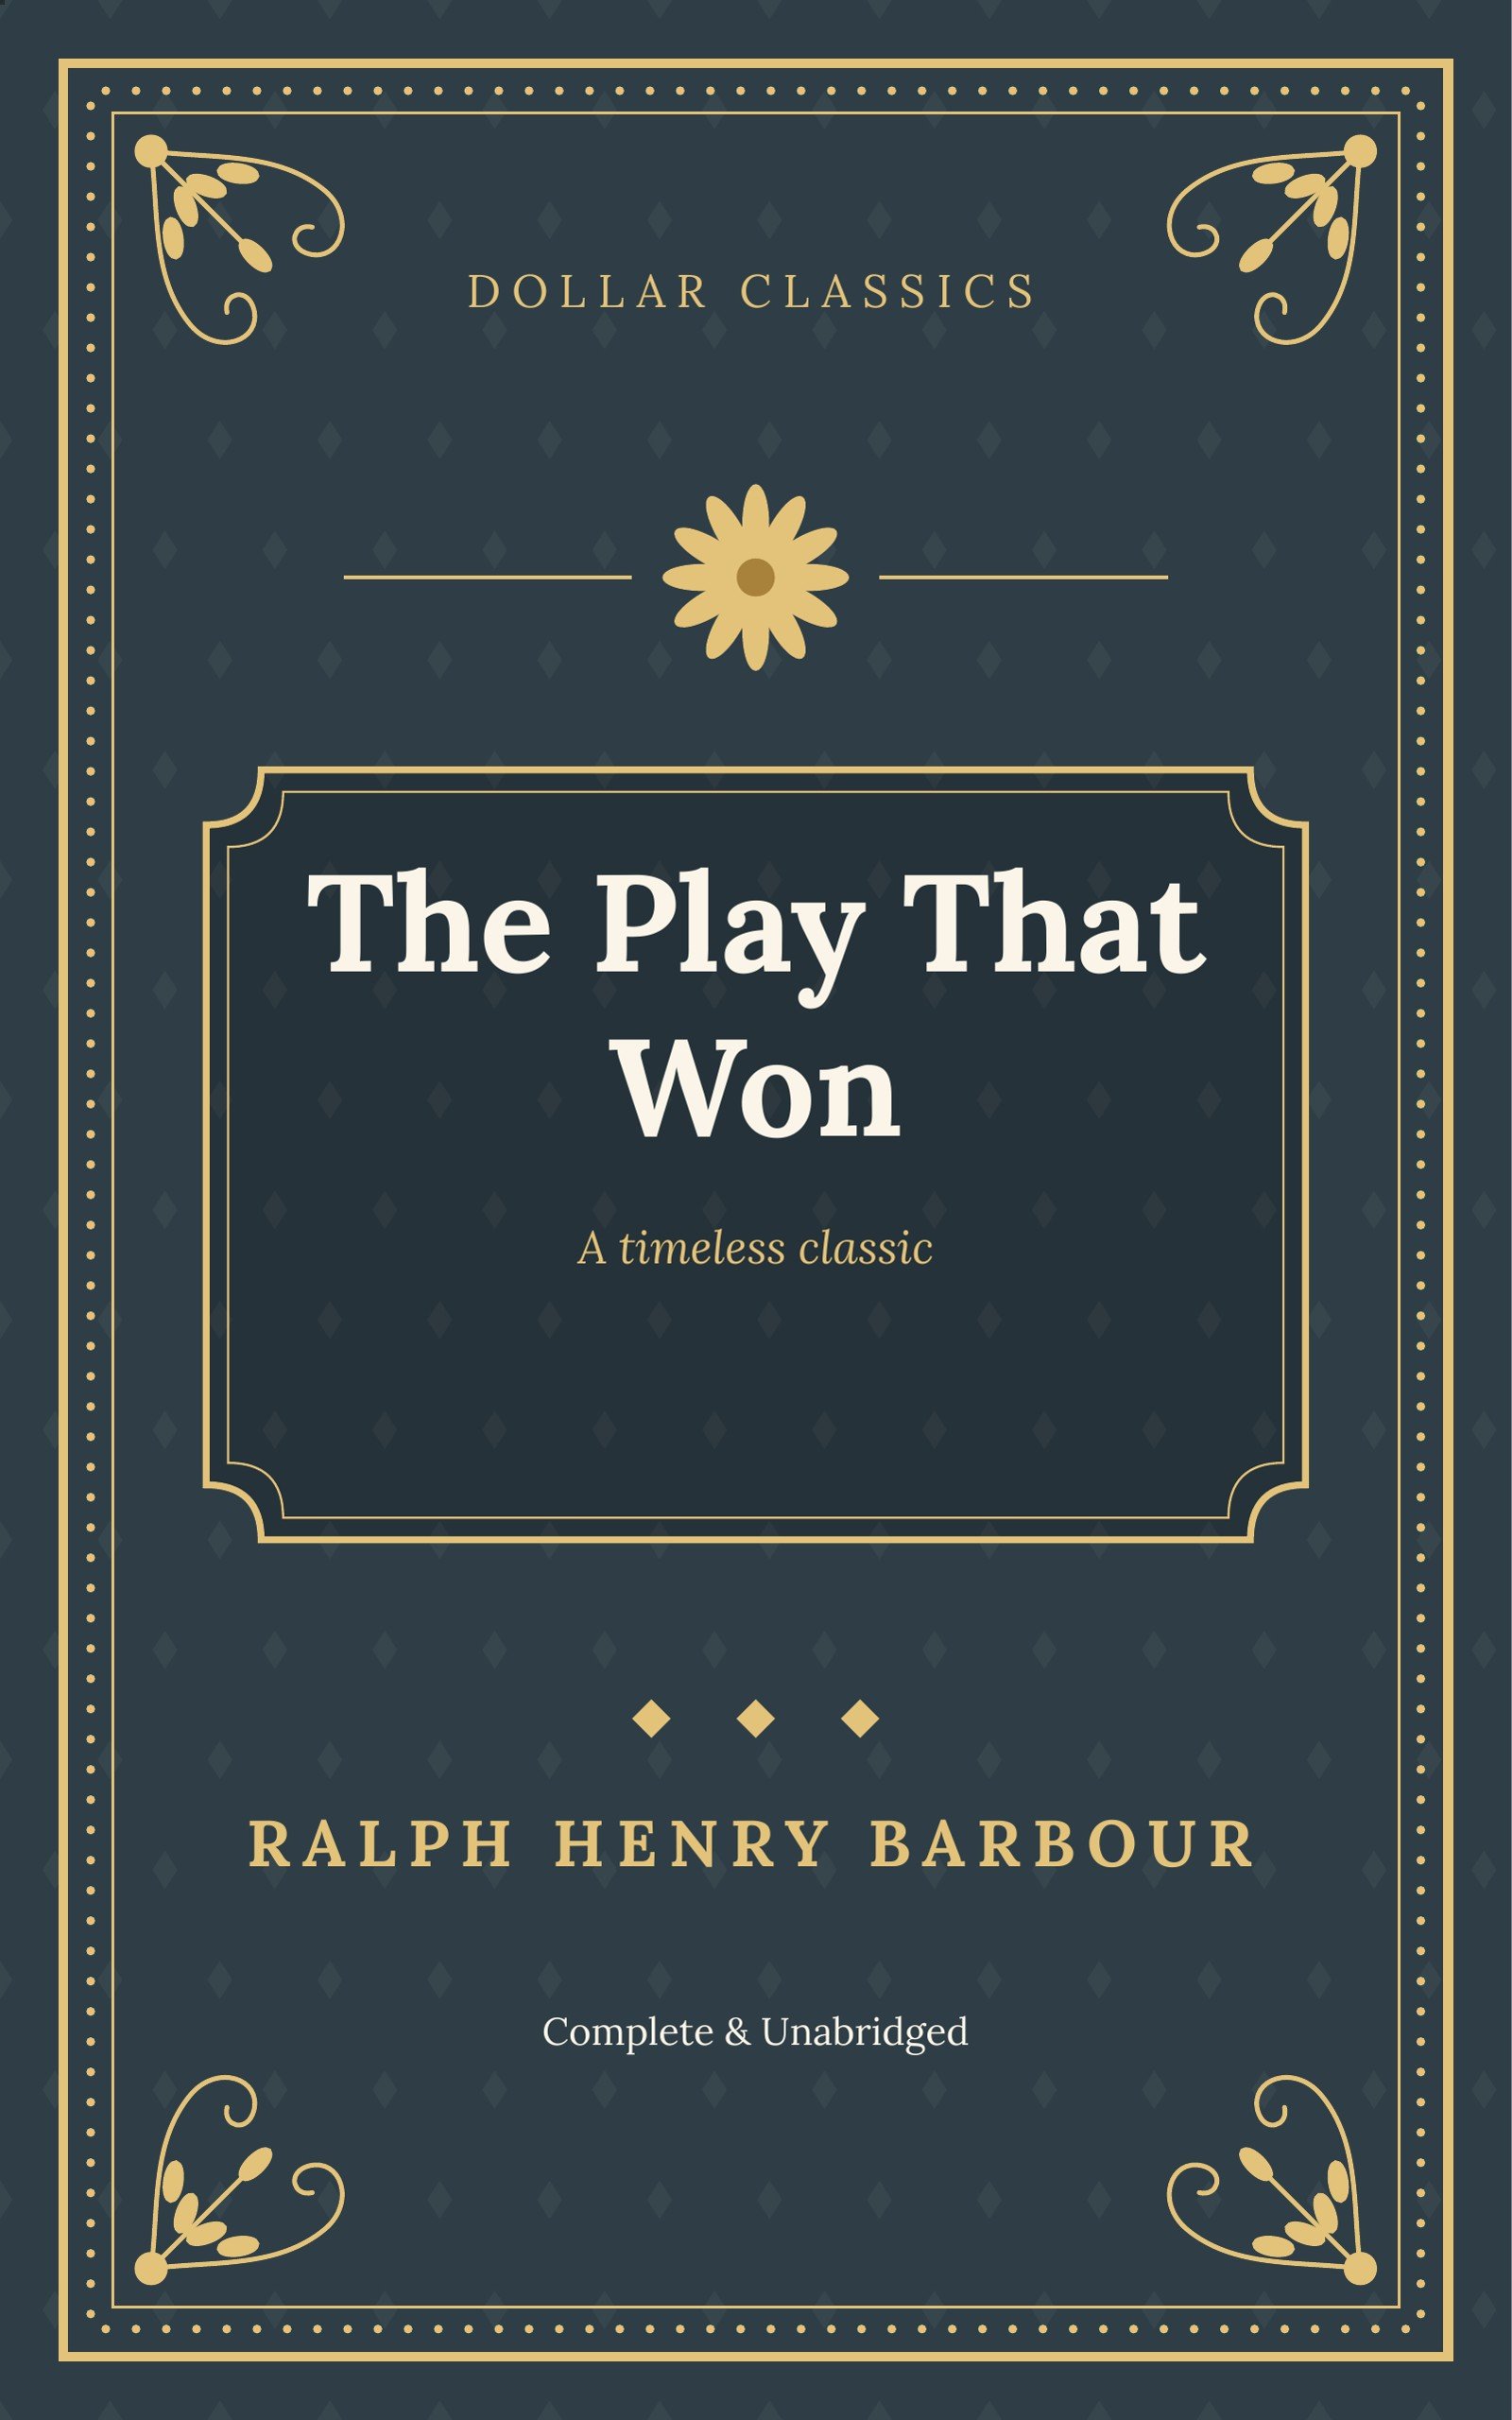 DOLLAR CLASSICS
The Play That
Won
A timeless classic
RALPH HENRY BARBOUR
Complete & Unabridged